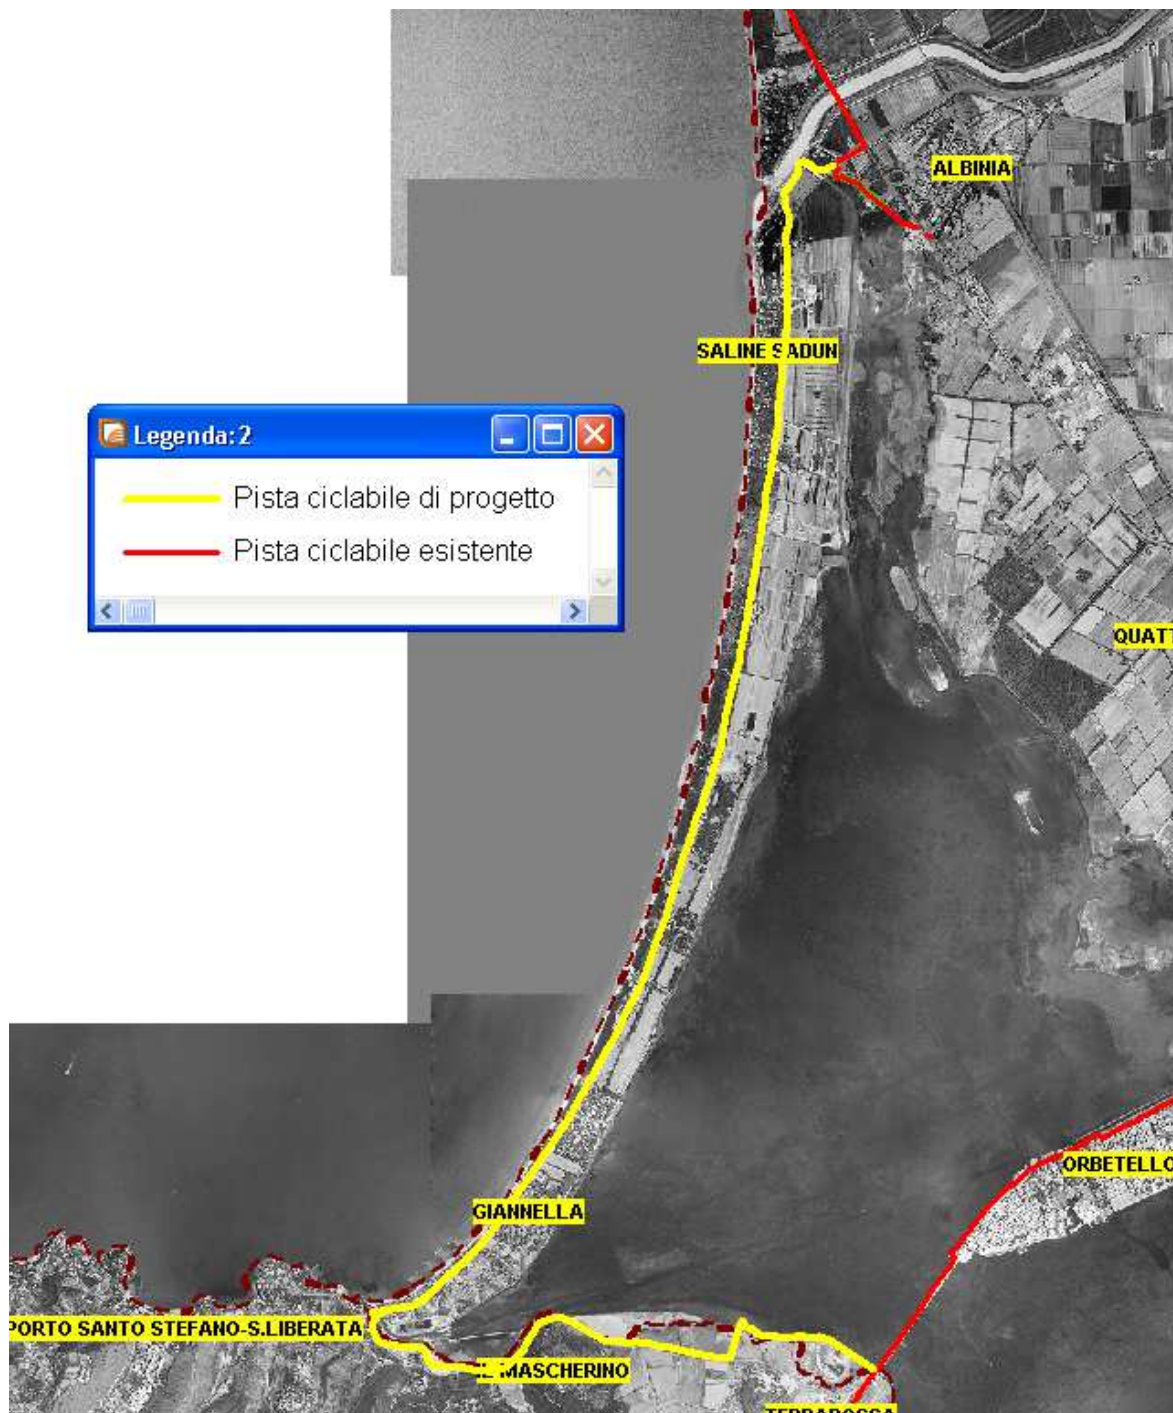 ALBINIA
SALINE SADUN
Legenda:2
Pista ciclabile di progetto
Pista ciclabile esistente
QUATT
ORBETELLO
GIANNELLA
PORTO SANTO STEFANO-S.LIBERATA
MASCHERINO
TERRAROSSA